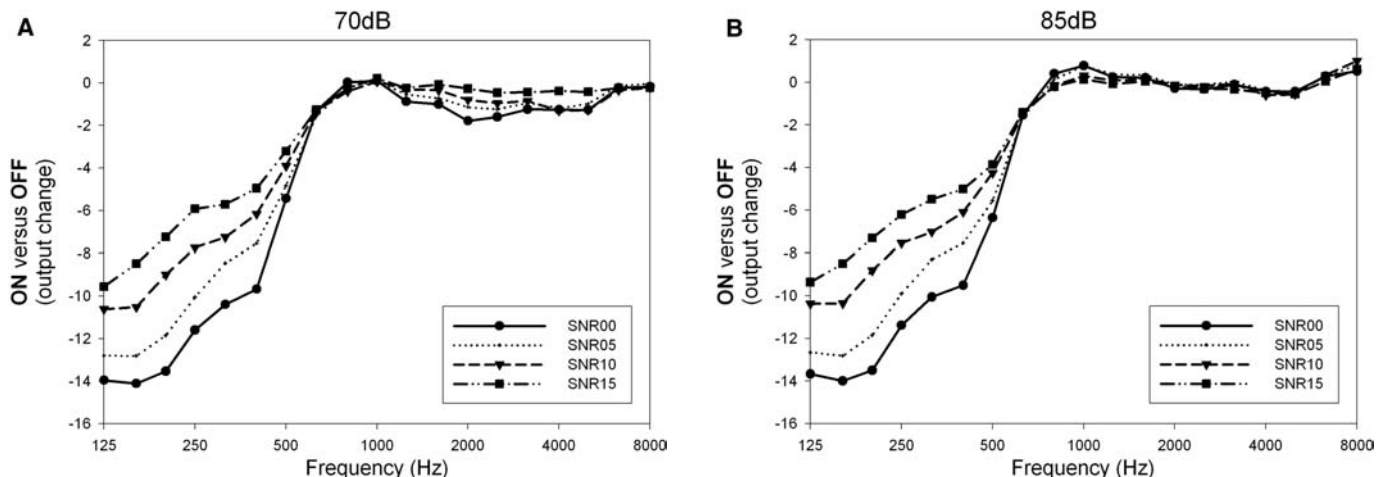 A
70dB
ON versus OFF
(output change)
2
0
-2
-4
-6
-8
-10
-12
-14
-16
125
250
500
1000
2000
4000
8000
Frequency (Hz)
SNR00
SNR05
SNR10
SNR15
B
85dB
ON versus OFF
(output change)
2
0
-2
-4
-6
-8
-10
-12
-14
-16
125
250
500
1000
2000
4000
8000
Frequency (Hz)
SNR00
SNR05
SNR10
SNR15